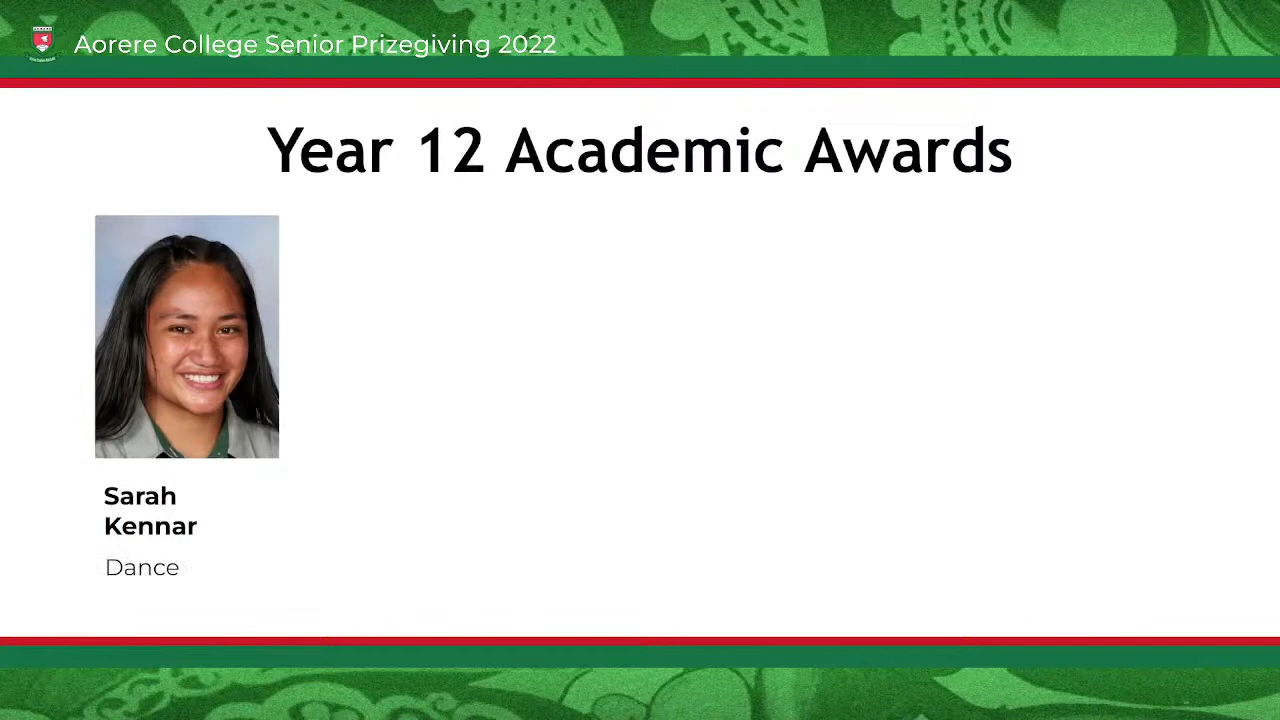 Aorere College Senior Prizegiving 2022
Year 12 Academic Awards
Sarah
Kennar
Dance